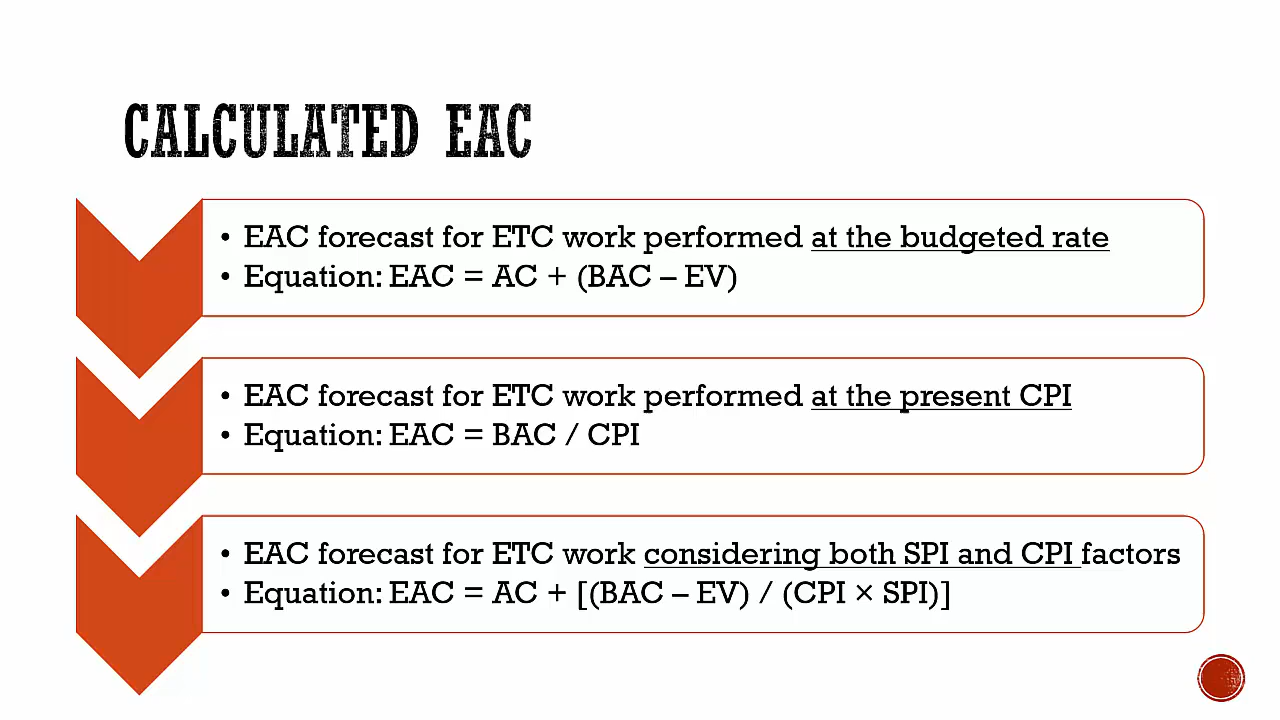 CALCULATED EAC
• EAC forecast for ETC work performed at the budgeted rate
• Equation: EAC = AC + (BAC – EV)
• EAC forecast for ETC work performed at the present CPI
• Equation: EAC = BAC / CPI
• EAC forecast for ETC work considering both SPI and CPI factors
• Equation: EAC = AC + [(BAC – EV) / (CPI × SPI)]